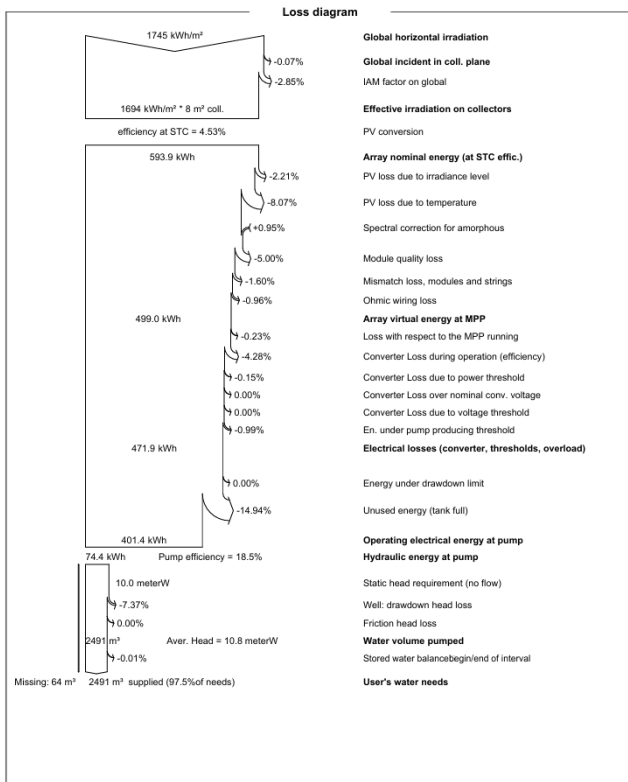 Loss diagram
1745 kWh/m² Global horizontal irradiation
-0.07% Global incident in coll. plane
-2.85% IAM factor on global
1694 kWh/m² * 8 m² coll. Effective irradiation on collectors
efficiency at STC = 4.53% PV conversion
593.9 kWh Array nominal energy (at STC effic.)
-2.21% PV loss due to irradiance level
-8.07% PV loss due to temperature
+0.95% Spectral correction for amorphous
-5.00% Module quality loss
-1.60% Mismatch loss, modules and strings
-0.96% Ohmic wiring loss
499.0 kWh Array virtual energy at MPP
-0.23% Loss with respect to the MPP running
-4.28% Converter Loss during operation (efficiency)
-0.15% Converter Loss due to power threshold
0.00% Converter Loss over nominal conv. voltage
0.00% Converter Loss due to voltage threshold
-0.99% En. under pump producing threshold
471.9 kWh Electrical losses (converter, thresholds, overload)
0.00% Energy under drawdown limit
-14.94% Unused energy (tank full)
401.4 kWh Operating electrical energy at pump
74.4 kWh Pump efficiency = 18.5% Hydraulic energy at pump
10.0 meterW Static head requirement (no flow)
-7.37% Well: drawdown head loss
0.00% Friction head loss
2491 m³ Aver. Head = 10.8 meterW Water volume pumped
-0.01% Stored water balancebegin/end of interval
Missing: 64 m³ 2491 m³ supplied (97.5%of needs) User's water needs